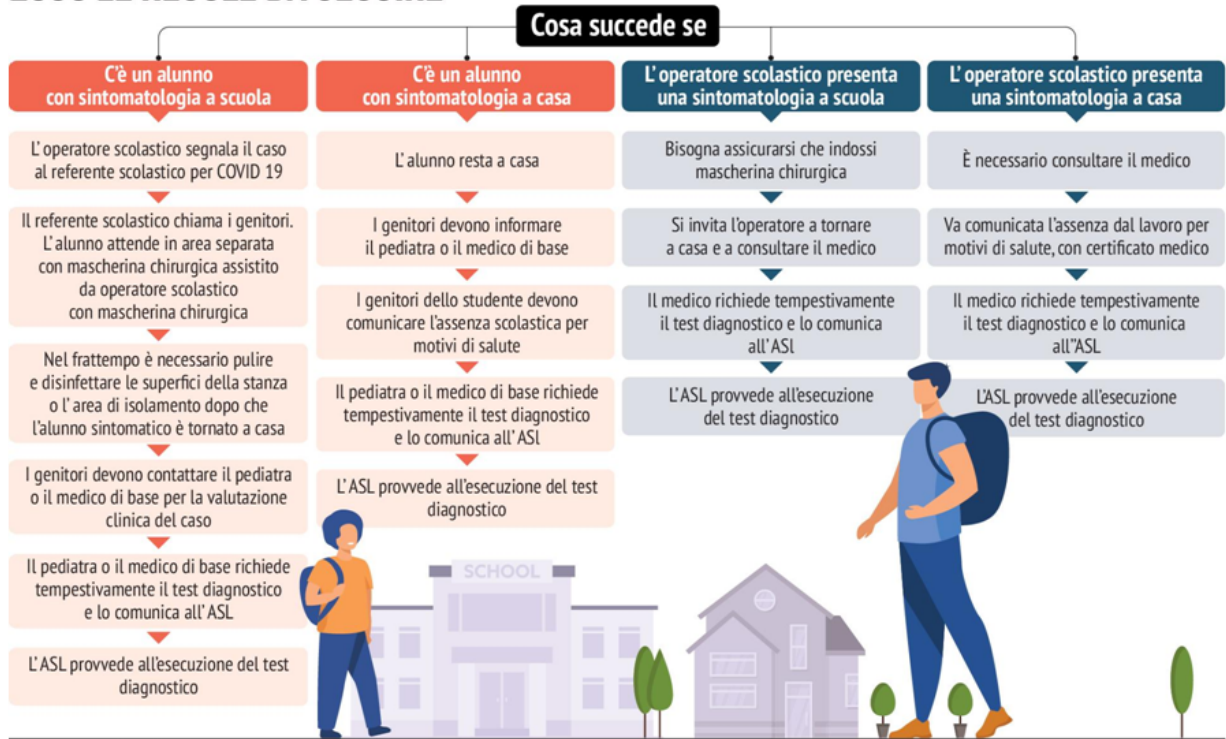 Cosa succede se
C'è un alunno
con sintomatologia a scuola
L'operatore scolastico segnala il caso
al referente scolastico per COVID 19
Il referente scolastico chiama i genitori.
L'alunno attende in area separata
con mascherina chirurgica assistito
da operatore scolastico
con mascherina chirurgica
Nel frattempo è necessario pulire
e disinfettare le superfici della stanza
o l'area di isolamento dopo che
l'alunno sintomatico è tornato a casa
I genitori devono contattare il pediatra
o il medico di base per la valutazione
clinica del caso
Il pediatra o il medico di base richiede
tempestivamente il test diagnostico
e lo comunica all'ASL
L'ASL provvede all'esecuzione del test
diagnostico
C'è un alunno
con sintomatologia a casa
L'alunno resta a casa
I genitori devono informare
il pediatra o il medico di base
I genitori dello studente devono
comunicare l'assenza scolastica per
motivi di salute
Il pediatra o il medico di base richiede
tempestivamente il test diagnostico
e lo comunica all'ASl
L'ASL provvede all'esecuzione del test
diagnostico
L'operatore scolastico presenta
una sintomatologia a scuola
Bisogna assicurarsi che indossi
mascherina chirurgica
Si invita l'operatore a tornare
a casa e a consultare il medico
Il medico richiede tempestivamente
il test diagnostico e lo comunica
all'ASl
L'ASL provvede all'esecuzione
del test diagnostico
L'operatore scolastico presenta
una sintomatologia a casa
È necessario consultare il medico
Va comunicata l'assenza dal lavoro per
motivi di salute, con certificato medico
Il medico richiede tempestivamente
il test diagnostico e lo comunica
all''ASL
L'ASL provvede all'esecuzione
del test diagnostico
SCHOOL